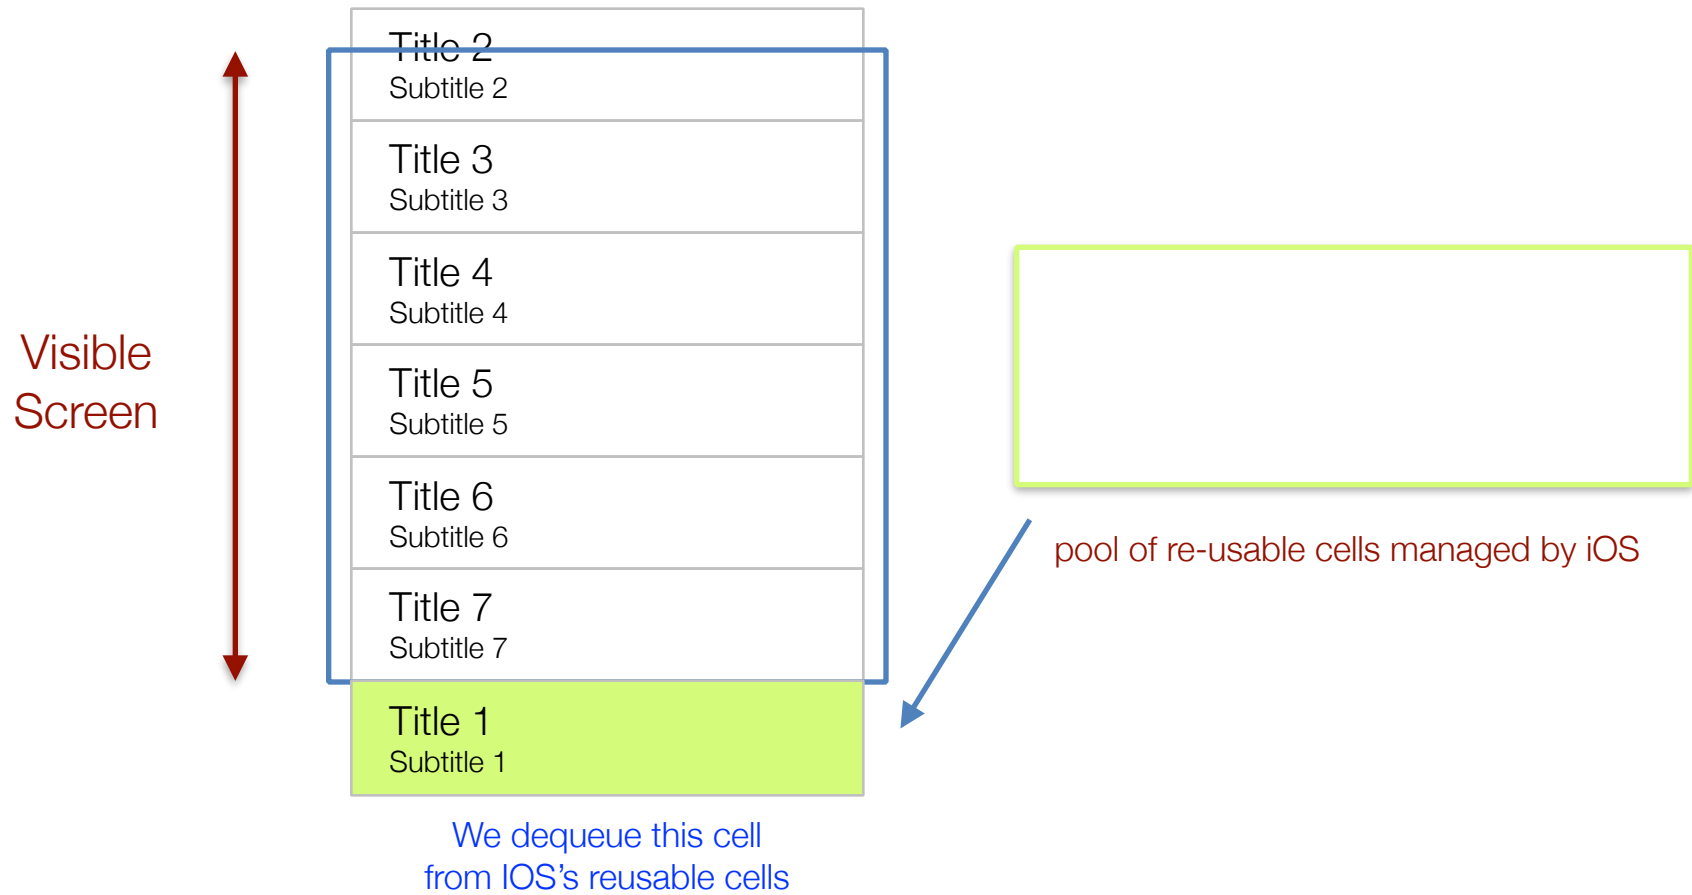 Title 2
Subtitle 2
Title 3
Subtitle 3
Title 4
Subtitle 4
Title 5
Subtitle 5
Title 6
Subtitle 6
Title 7
Subtitle 7
Title 1
Subtitle 1
Visible
Screen
pool of re-usable cells managed by iOS
We dequeue this cell
from IOS's reusable cells